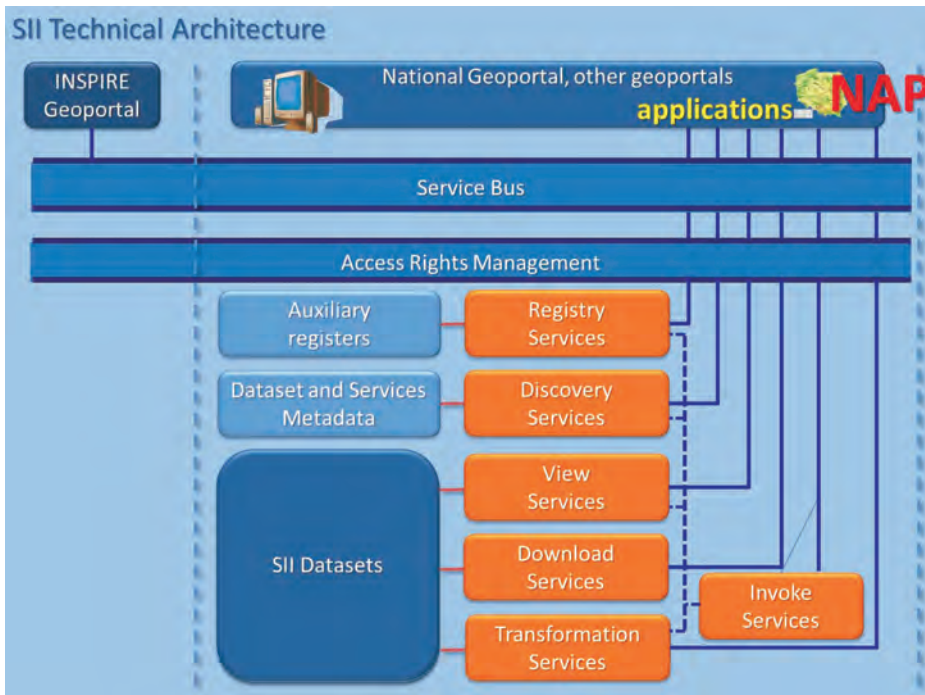 SII Technical Architecture
INSPIRE
Geoportal
National Geoportal, other geoportals
applications
NAP
Service Bus
Access Rights Management
Auxiliary
registers
Registry
Services
Dataset and Services
Metadata
Discovery
Services
View
Services
SII Datasets
Download
Services
Invoke
Services
Transformation
Services